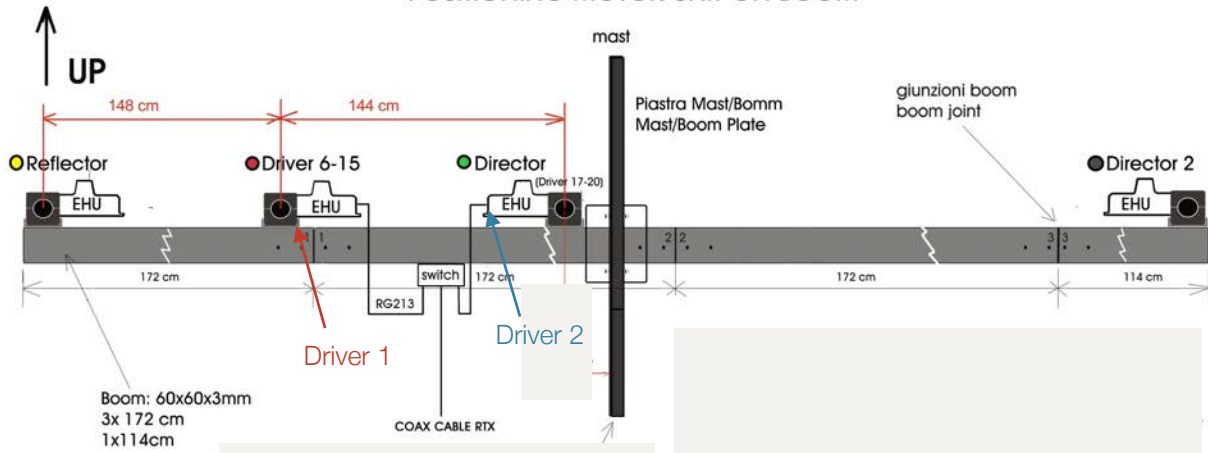 mast
UP
148 cm
144 cm
Piastra Mast/Bomm
Mast/Boom Plate
giunzioni boom
boom joint
Reflector
Driver 6-15
Director
(Driver 17-20)
Director 2
EHU
EHU
EHU
EHU
1
2 2
3 3
172 cm
switch
172 cm
172 cm
114 cm
RG213
Driver 1
Driver 2
Boom: 60x60x3mm
3x 172 cm
1x114cm
COAX CABLE RTX